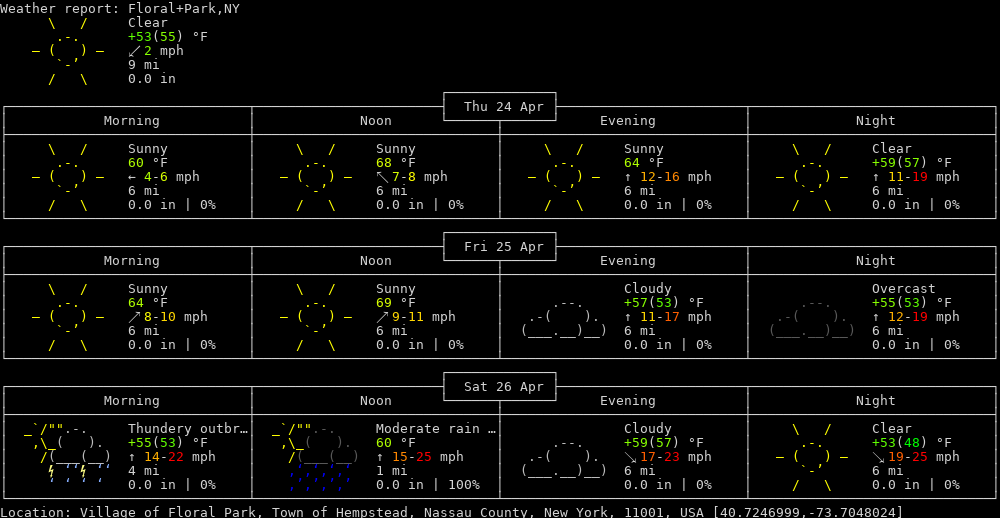 Weather report: Floral+Park,NY
Clear
+53(55) °F
↙ 2 mph
9 mi
0.0 in
Thu 24 Apr
Morning Noon Evening Night
Sunny Sunny Sunny Clear
60 °F 68 °F 64 °F +59(57) °F
← 4-6 mph ↖ 7-8 mph ↑ 12-16 mph ↑ 11-19 mph
6 mi 6 mi 6 mi 6 mi
0.0 in | 0% 0.0 in | 0% 0.0 in | 0% 0.0 in | 0%
Fri 25 Apr
Morning Noon Evening Night
Sunny Sunny Cloudy Overcast
64 °F 69 °F +57(53) °F +55(53) °F
↗ 8-10 mph ↗ 9-11 mph ↑ 11-17 mph ↑ 12-19 mph
6 mi 6 mi 6 mi 6 mi
0.0 in | 0% 0.0 in | 0% 0.0 in | 0% 0.0 in | 0%
Sat 26 Apr
Morning Noon Evening Night
Thundery outbr… Moderate rain … Cloudy Clear
+55(53) °F 60 °F +59(57) °F +53(48) °F
↑ 14-22 mph ↑ 15-25 mph ↘ 17-23 mph ↘ 19-25 mph
4 mi 1 mi 6 mi 6 mi
0.0 in | 0% 0.0 in | 100% 0.0 in | 0% 0.0 in | 0%
Location: Village of Floral Park, Town of Hempstead, Nassau County, New York, 11001, USA [40.7246999,-73.7048024]